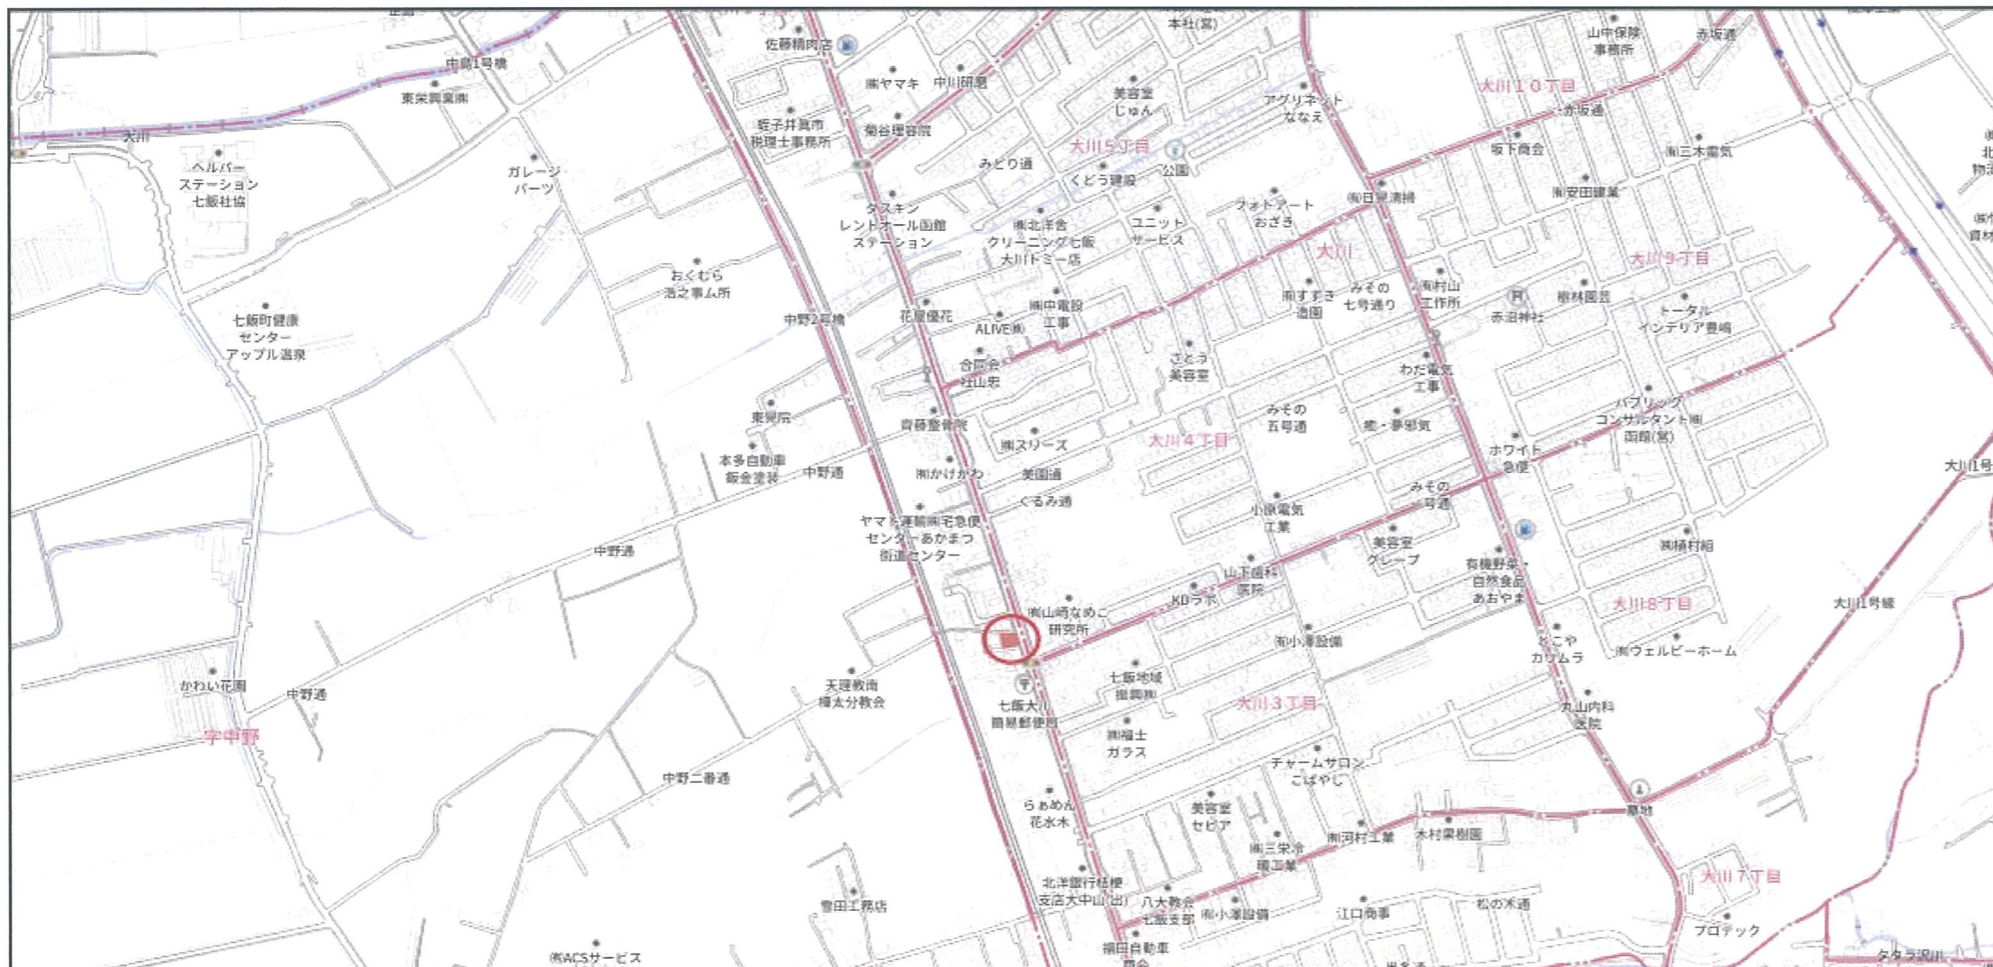 本社(営)
佐藤精肉店
山中保険
事務所
赤坂通
中島1号橋
東栄興業㈱
㈱ヤマキ
中川研磨
美容室
じゅん
アグリネット
ななえ
大川10丁目
赤坂通
大川
蛭子井真市
税理士事務所
菊谷理容院
大川5丁目
坂下商会
㈲三木電気
ヘルパー
ステーション
七飯社協
ガレージ
パーツ
みどり通
くどう建設
公園
㈲安田建業
㈲日晃清掃
ダスキン
レントオール函館
ステーション
㈱北洋舎
クリーニング七飯
大川トミー店
ユニット
サービス
フォトアート
おざき
大川
大川9丁目
おくむら
浩之事ム所
㈲すずき
造園
みその
七号通り
㈲村山
工作所
赤沼神社
樹林園芸
トータル
インテリア豊嶋
七飯町健康
センター
アップル温泉
中野2号橋
花屋優花
ALIVE㈱
㈱中電設
工事
合同会
社山忠
さとう
美容室
わだ電気
工事
東晃院
齊藤整骨院
㈱スリーズ
大川4丁目
みその
五号通
癒・夢邪気
パブリック
コンサルタント㈱
函館(営)
本多自動車
鈑金塗装
中野通
㈲かけがわ
美園通
くるみ通
ホワイト
急便
大川1号
みその
一号通
ヤマト運輸㈱宅急便
センターあかまつ
街道センター
小原電気
工業
中野通
美容室
グレープ
㈱植村組
山下歯科
医院
KDラボ
有機野菜・
自然食品
あおやま
大川8丁目
大川1号線
㈲山崎なめこ
研究所
㈲小澤設備
とこや
カワムラ
㈲ウェルビーホーム
かわい花園
中野通
天理教南
樺太分教会
七飯大川
簡易郵便局
七飯地域
振興㈱
大川3丁目
丸山内科
医院
字中野
㈱福士
ガラス
中野二番通
チャームサロン
こばやし
らぁめん
花水木
美容室
セピア
墓地
㈲三栄冷
暖工業
㈲河村工業
木村果樹園
北洋銀行桔梗
支店大中山(出)
大川7丁目
雪田工務店
八大教会
七飯支部
㈲小澤設備
江口商事
松の木通
プロテック
福田自動車
商会
㈲ACSサービス
タタラ沢川